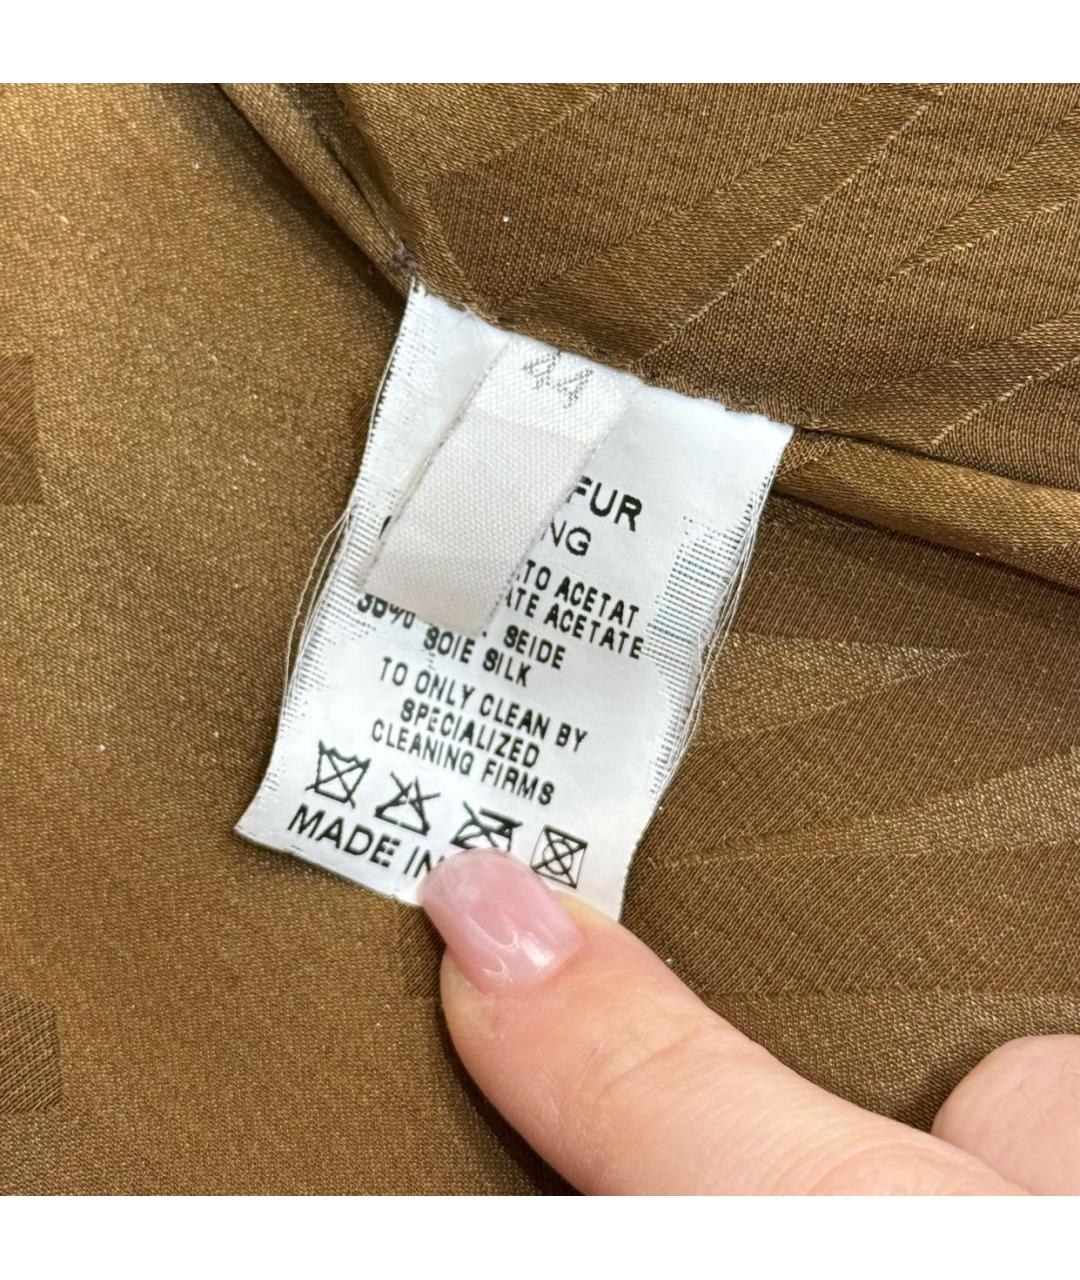 44
FUR
NG
TO ACETAT
ATE ACETATE
SEIDE
SOIE SILK
TO ONLY CLEAN BY
SPECIALIZED
CLEANING FIRMS
MADE IN